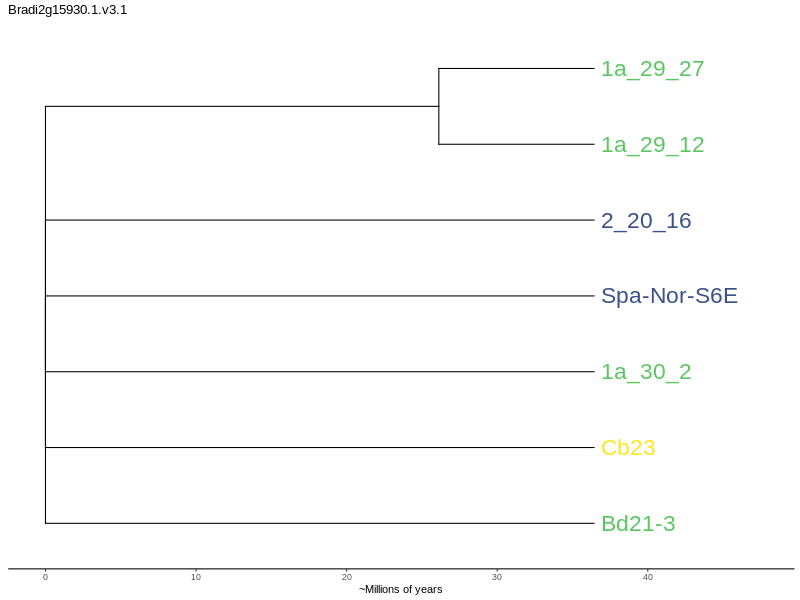 Bradi2g15930.1.v3.1
1a_29_27
1a_29_12
2_20_16
Spa-Nor-S6E
1a_30_2
Cb23
Bd21-3
0 10 20 30 40
~Millions of years